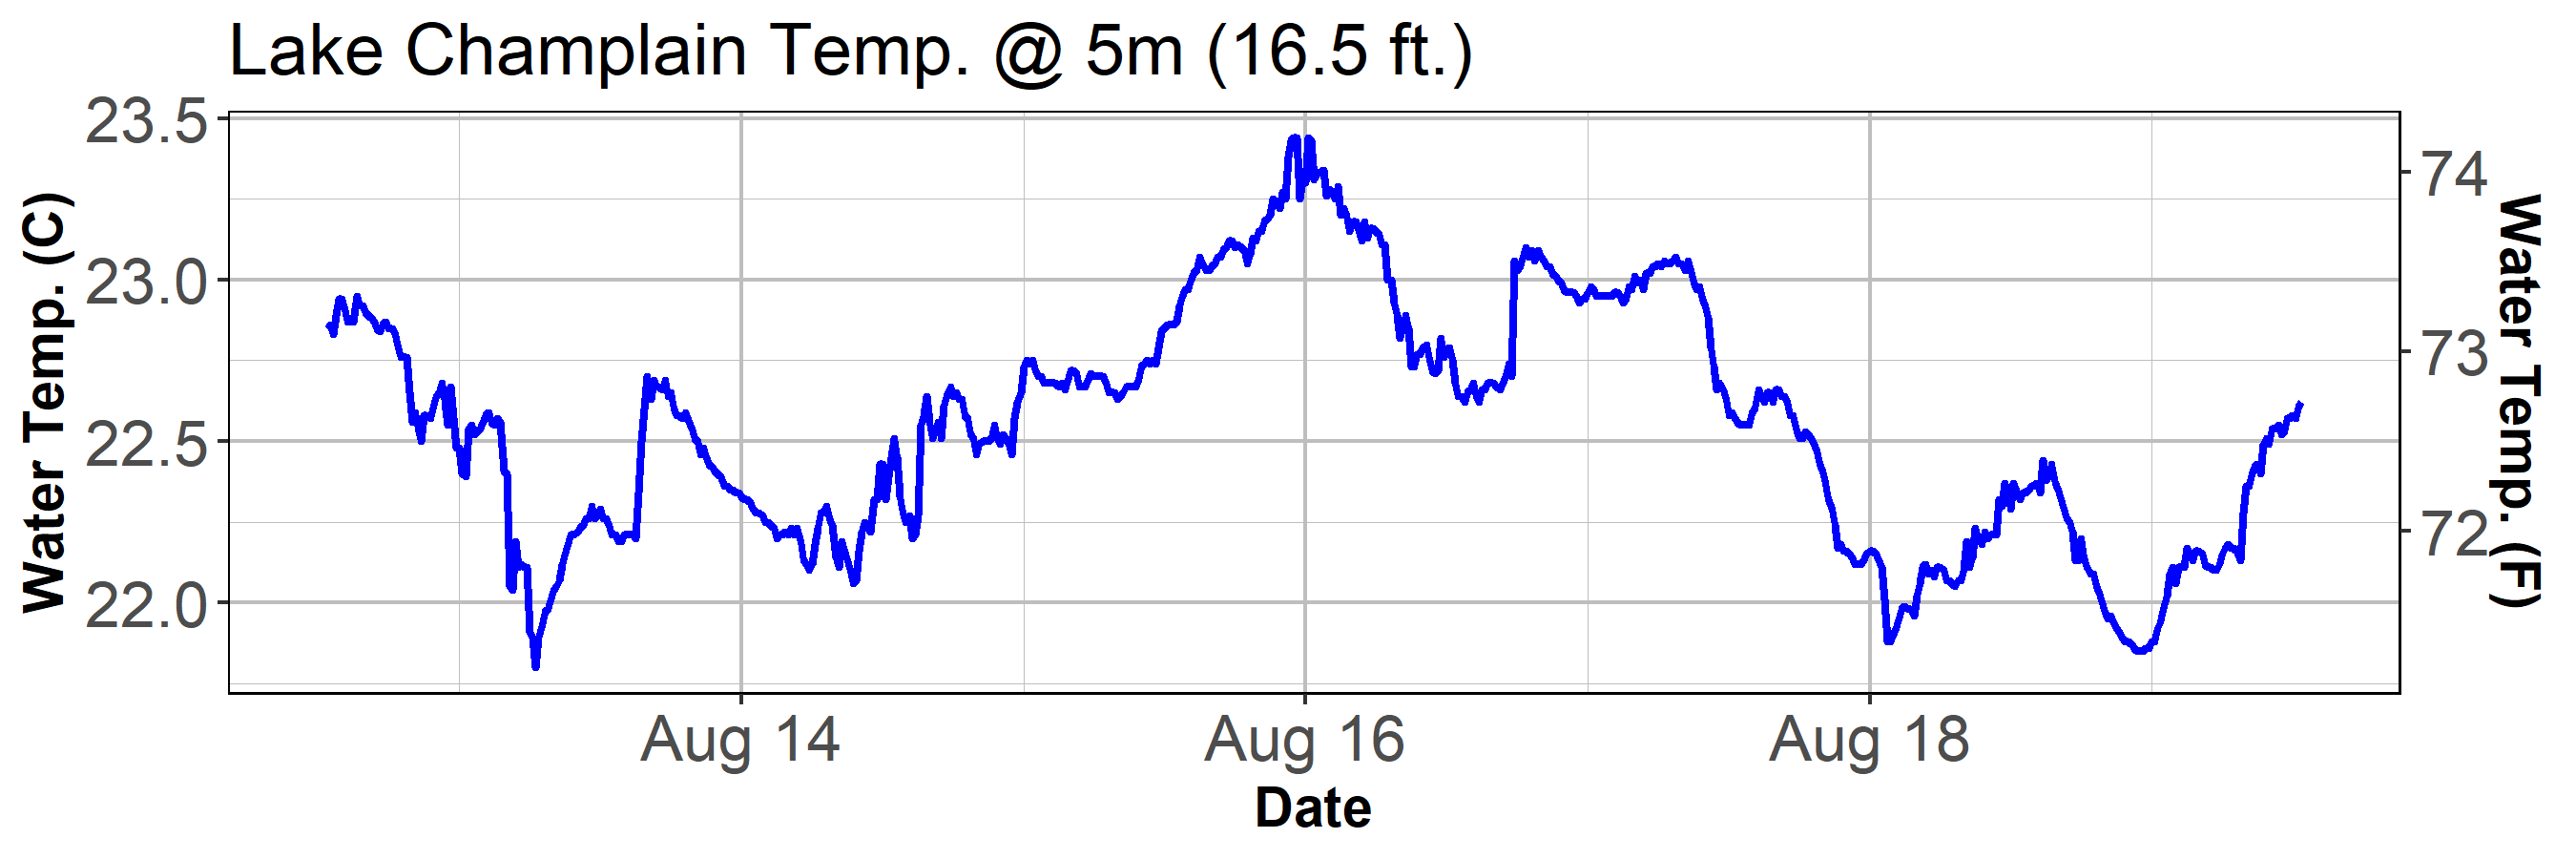 Lake Champlain Temp. @ 5m (16.5 ft.)
Water Temp. (C)
23.5
23.0
22.5
22.0
74
73
72
Water Temp. (F)
Aug 14 Aug 16 Aug 18
Date